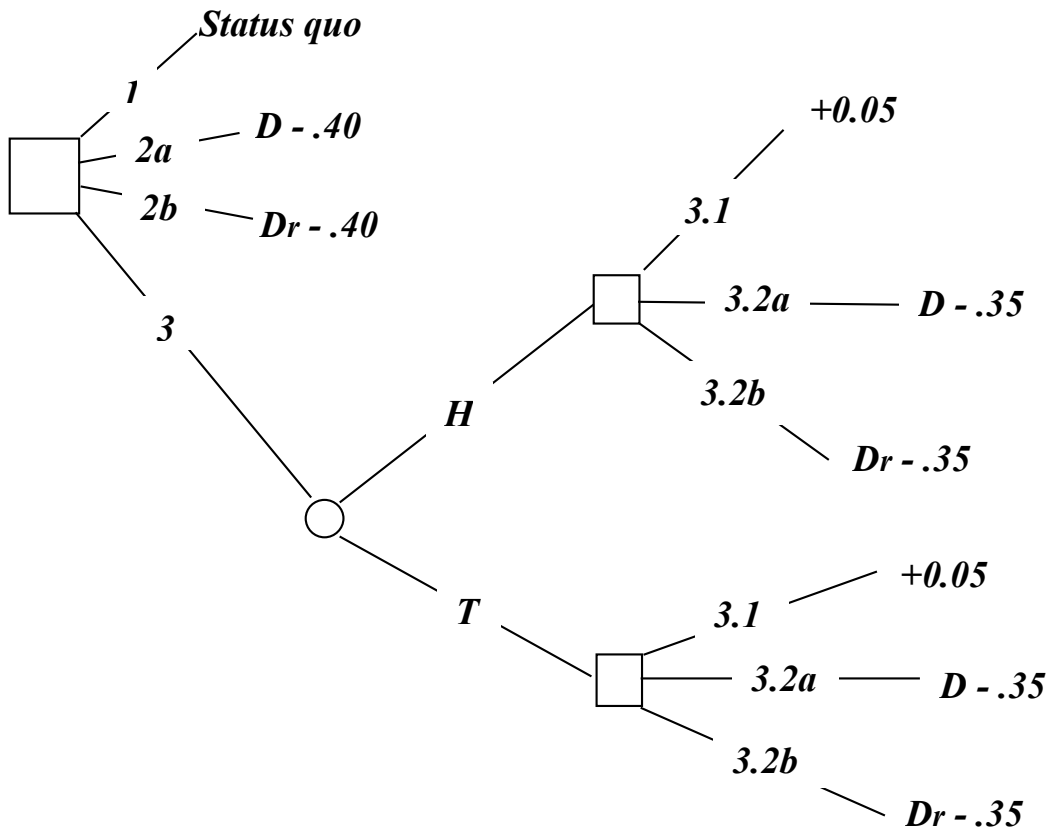 Status quo
1
2a
D - .40
2b
Dr - .40
3
+0.05
3.1
3.2a
D - .35
3.2b
Dr - .35
H
T
+0.05
3.1
3.2a
D - .35
3.2b
Dr - .35